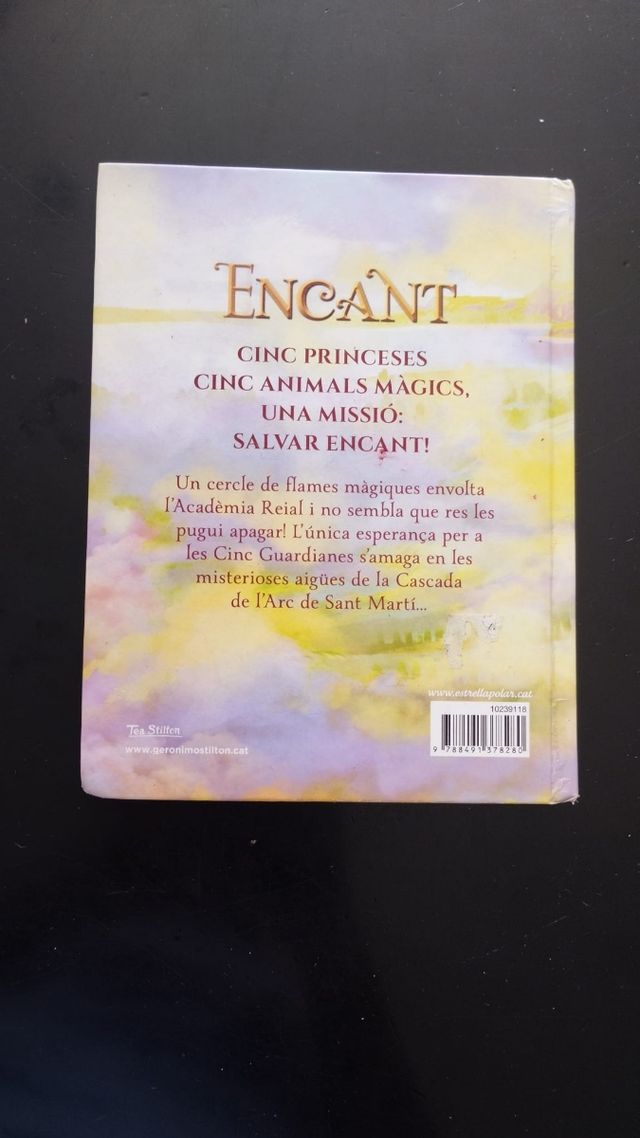 ENCANT
CINC PRINCESES
CINC ANIMALS MÀGICS,
UNA MISSIÓ:
SALVAR ENCANT!
Un cercle de flames màgiques envolta
l'Acadèmia Reial i no sembla que res les
pugui apagar! L'única esperança per a
les Cinc Guardianes s'amaga en les
misterioses aigües de la Cascada
de l'Arc de Sant Martí...
www.estrellapolar.cat
10239118
9 788491 378280
Tea Stilton
www.geronimostilton.cat